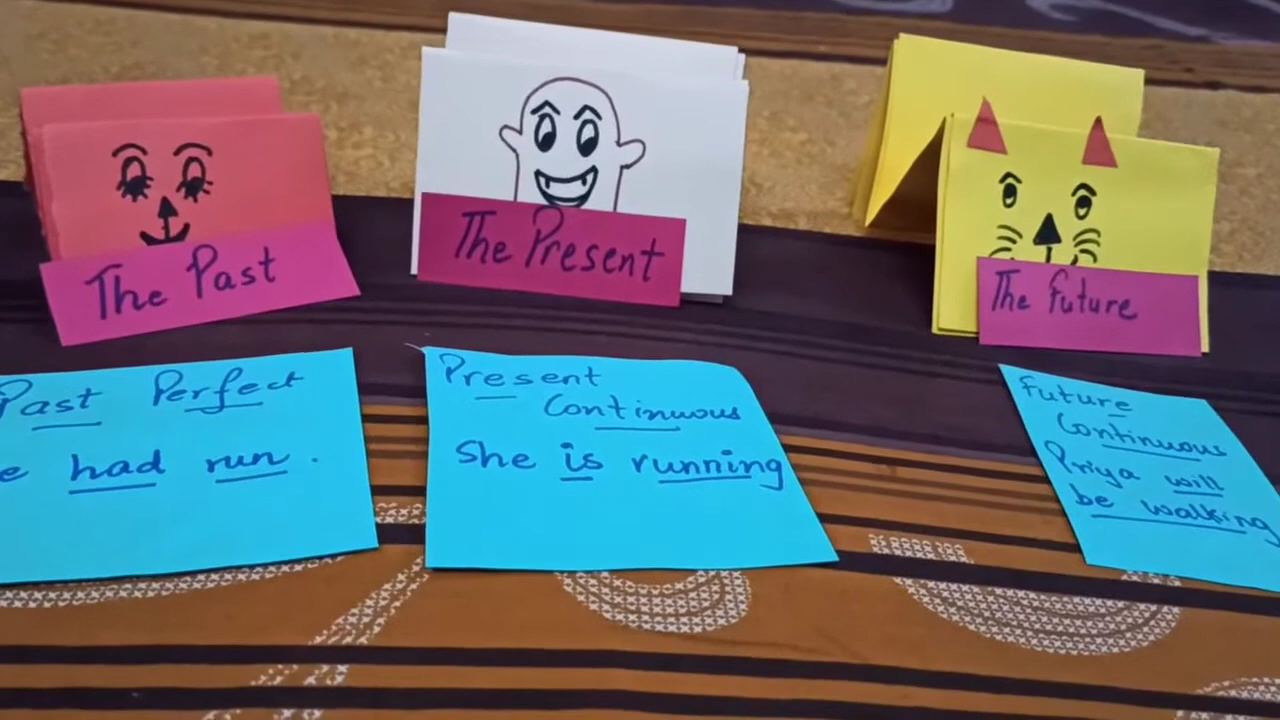 The Past
The Present
The Future
Past Perfect
e had run.
Present
Continuous
She is running
Future
Continuous
Priya will
be walking